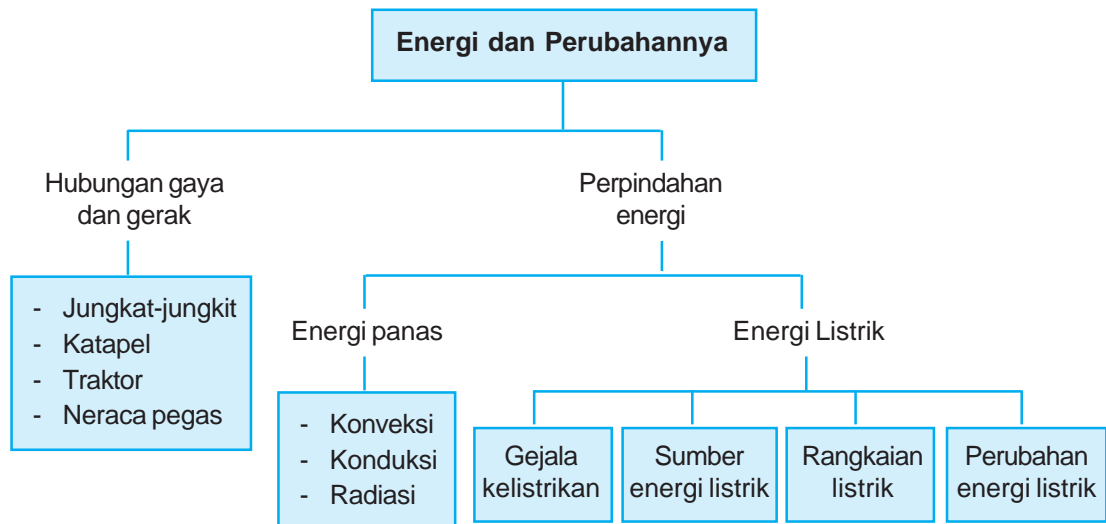 Energi dan Perubahannya
Hubungan gaya
dan gerak
Perpindahan
energi
- Jungkat-jungkit
- Katapel
- Traktor
- Neraca pegas
Energi panas
Energi Listrik
- Konveksi
- Konduksi
- Radiasi
Gejala
kelistrikan
Sumber
energi listrik
Rangkaian
listrik
Perubahan
energi listrik